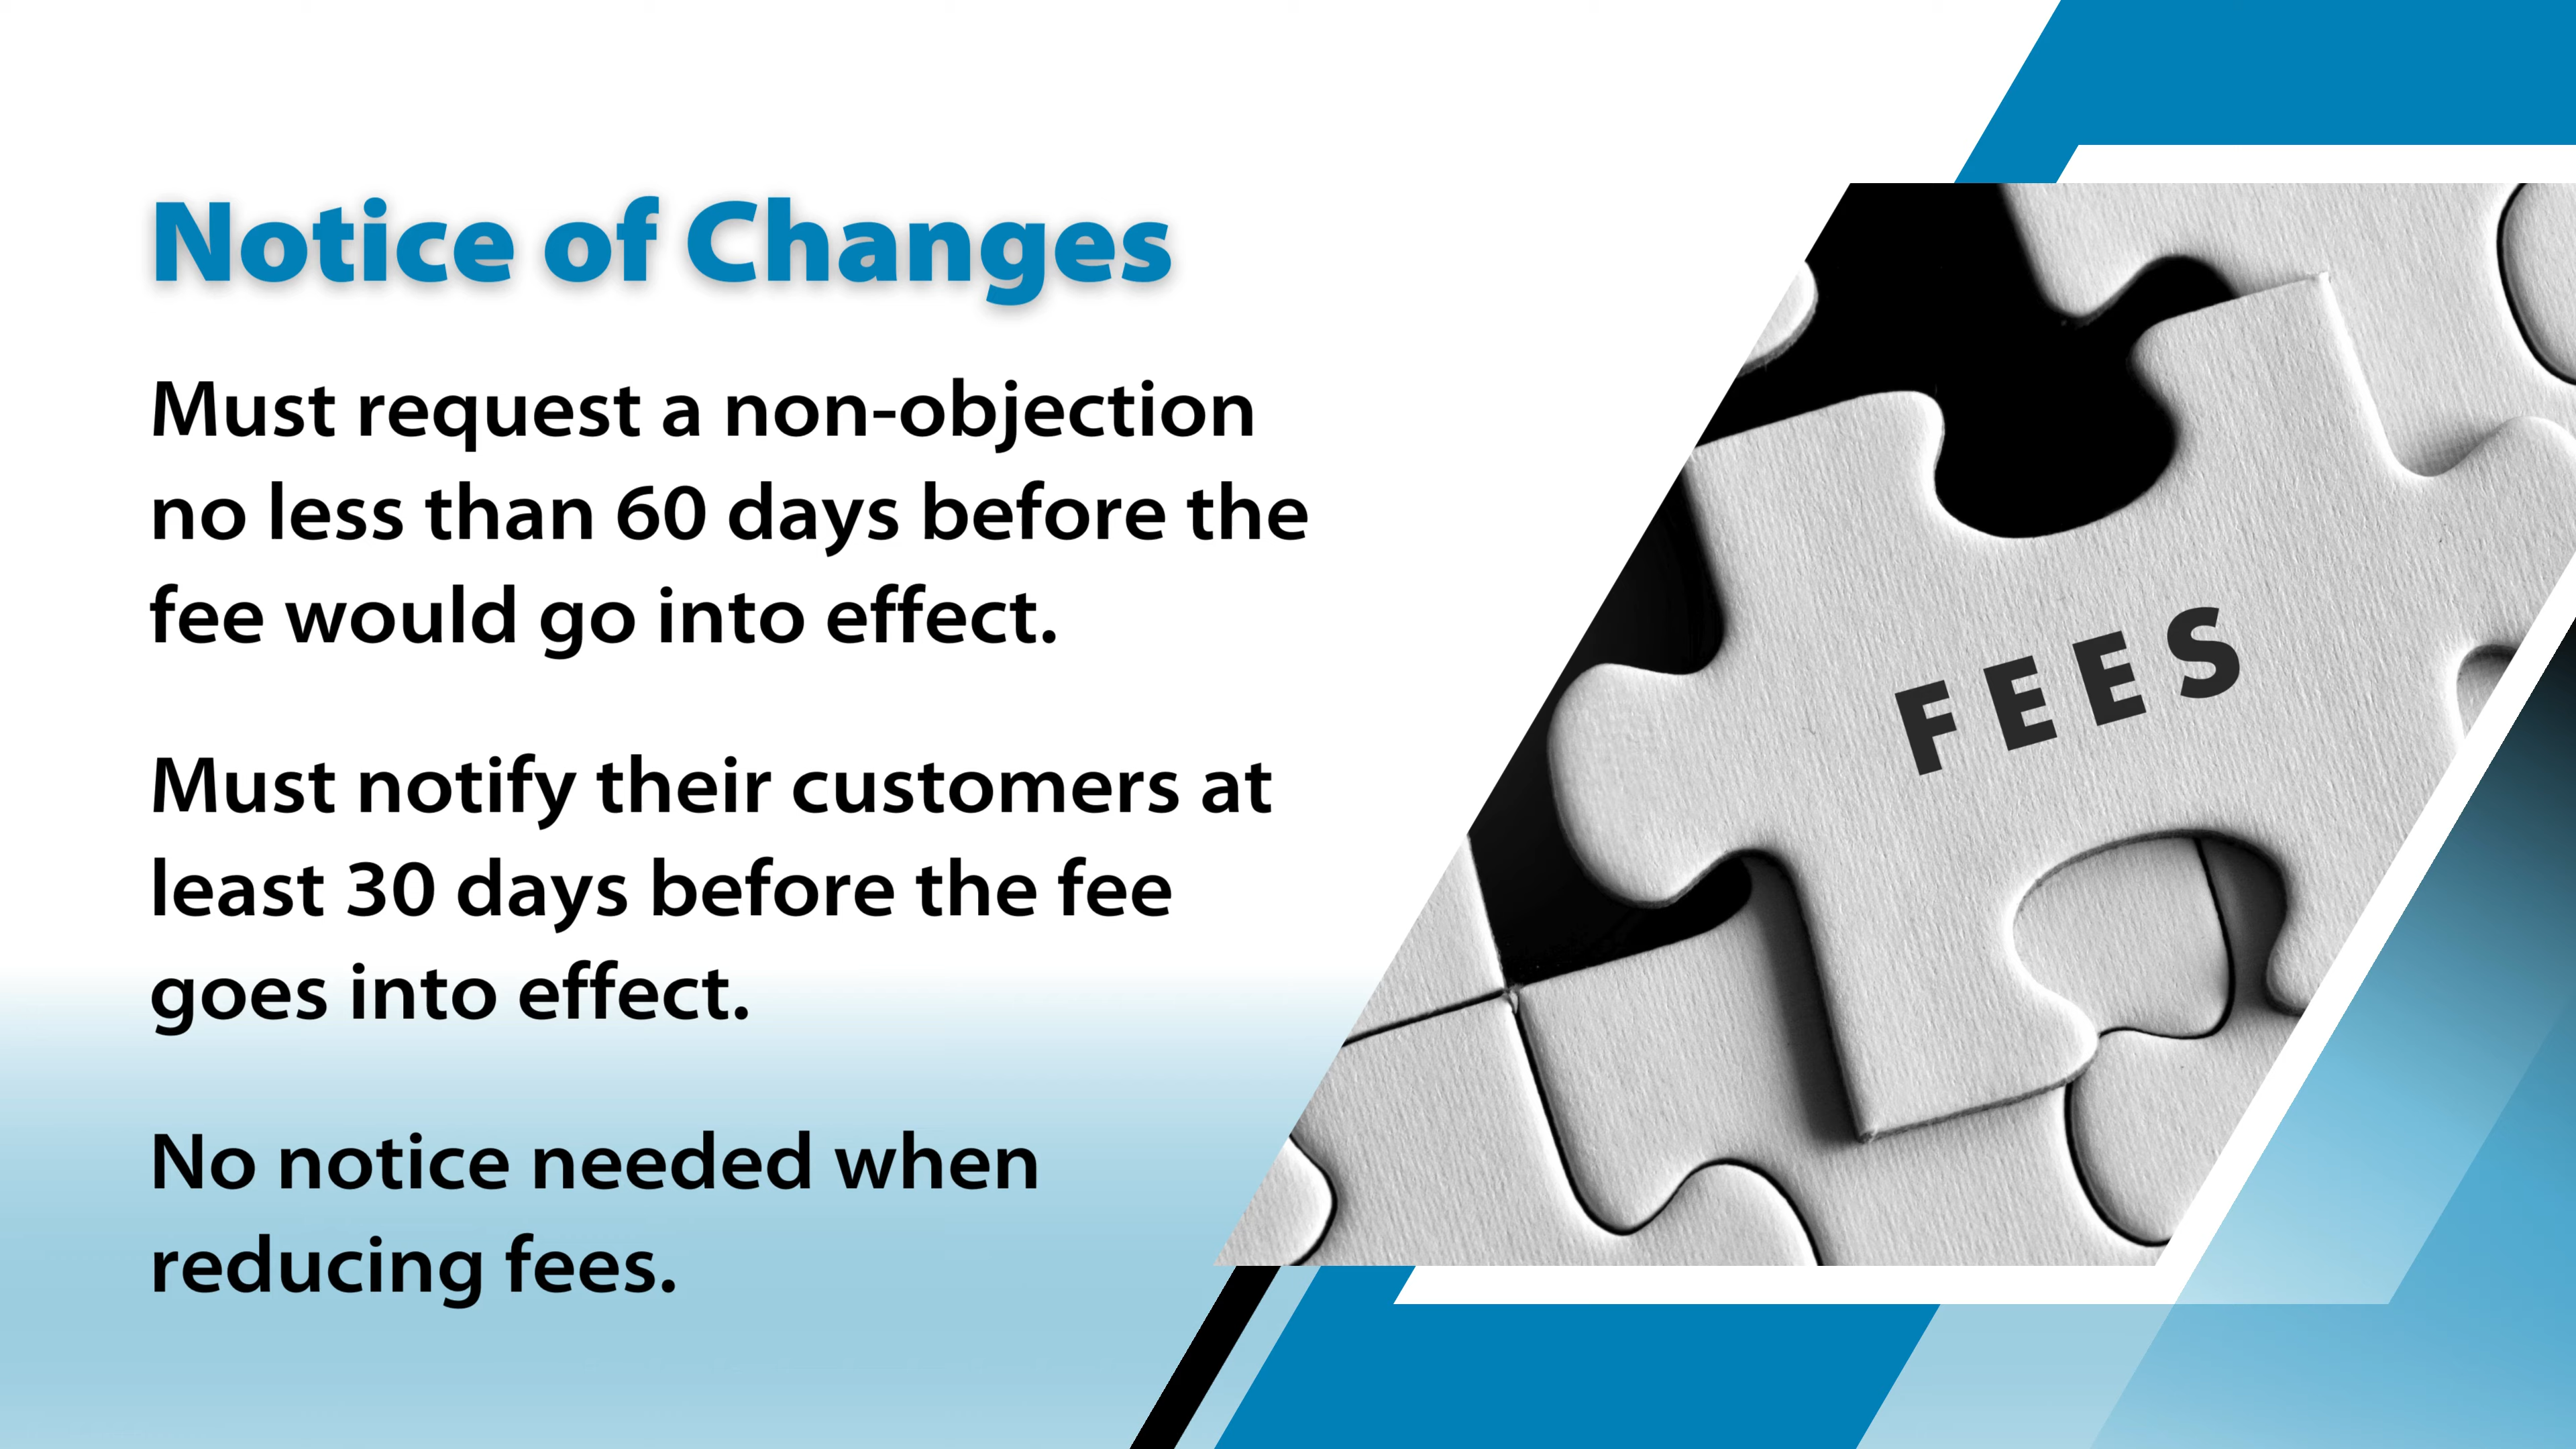 Notice of Changes
Must request a non-objection
no less than 60 days before the
fee would go into effect.
Must notify their customers at
least 30 days before the fee
goes into effect.
No notice needed when
reducing fees.
FEES